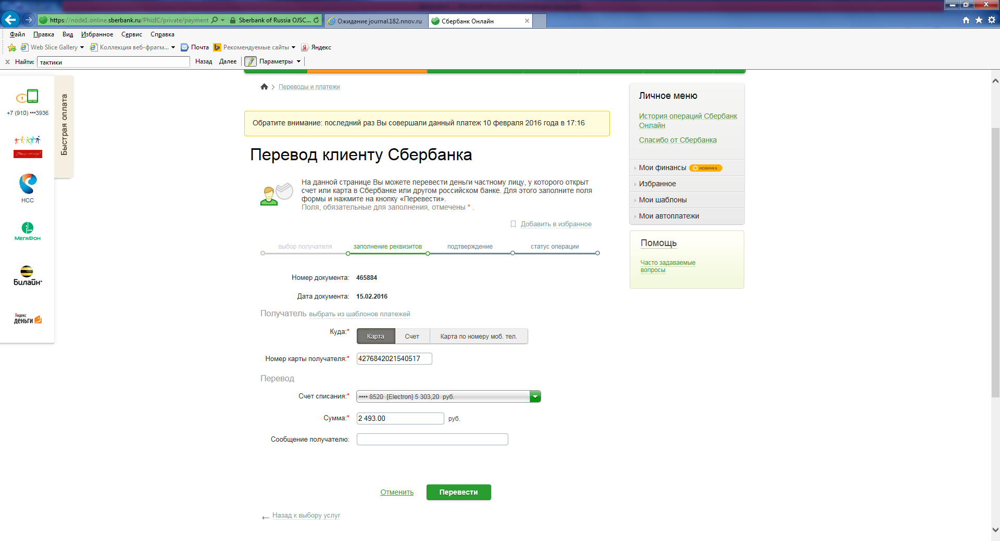 https://node1.online.sberbank.ru/PhizIC/private/payment
Sberbank of Russia OJSC...
Ожидание journal.182.nnov.ru
Сбербанк Онлайн
Файл Правка Вид Избранное Сервис Справка
Web Slice Gallery
Коллекция веб-фрагм...
Почта
Рекомендуемые сайты
Яндекс
x Найти: тактики Назад Далее Параметры
+7 (910) •••3936
НСС
МЕГАФОН
Билайн
Яндекс
деньги
Быстрая оплата
Переводы и платежи
Обратите внимание: последний раз Вы совершали данный платеж 10 февраля 2016 года в 17:16
Перевод клиенту Сбербанка
На данной странице Вы можете перевести деньги частному лицу, у которого открыт
счет или карта в Сбербанке или другом российском банке. Для этого заполните поля
формы и нажмите на кнопку «Перевести».
Поля, обязательные для заполнения, отмечены * .
Добавить в избранное
выбор получателя заполнение реквизитов подтверждение статус операции
Номер документа: 465884
Дата документа: 15.02.2016
Получатель выбрать из шаблонов платежей
Куда:* Карта Счет Карта по номеру моб. тел.
Номер карты получателя:* 4276842021540517
Перевод
Счет списания:* •••• 8520 [Electron] 5 303,20 руб.
Сумма:* 2 493.00 руб.
Сообщение получателю:
Отменить Перевести
← Назад к выбору услуг
Личное меню
История операций Сбербанк
Онлайн
Спасибо от Сбербанка
Мои финансы НОВИНКА
Избранное
Мои шаблоны
Мои автоплатежи
Помощь
Часто задаваемые
вопросы